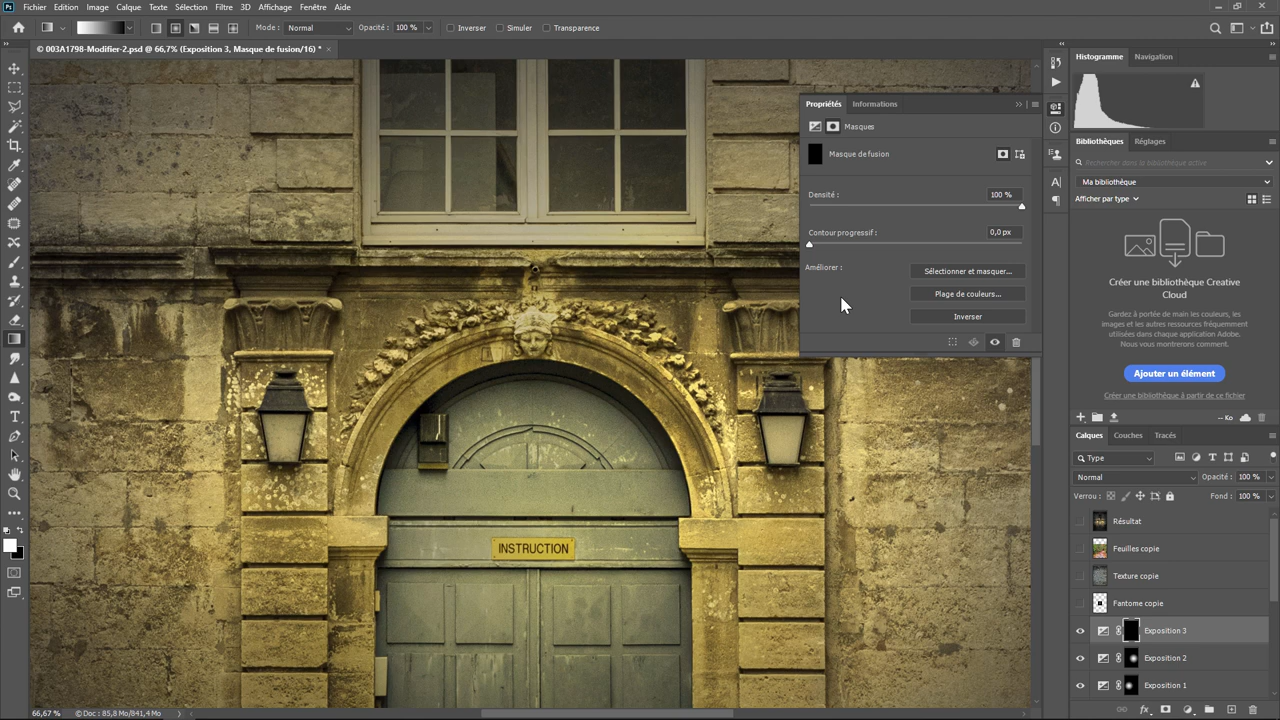 Fichier Edition Image Calque Texte Sélection Filtre 3D Affichage Fenêtre Aide
Mode : Normal Opacité : 100 % Inverser Simuler Transparence
© 003A1798-Modifier-2.psd @ 66,7% (Exposition 3, Masque de fusion/16) *
Histogramme Navigation
Propriétés Informations
Masques
Masque de fusion
Densité : 100 %
Contour progressif : 0,0 px
Améliorer :
Sélectionner et masquer...
Plage de couleurs...
Inverser
Bibliothèques Réglages
Rechercher dans la bibliothèque active
Ma bibliothèque
Afficher par type
Créer une bibliothèque Creative
Cloud
Gardez à portée de main les couleurs, les
images et les autres ressources fréquemment
utilisées dans chaque application Adobe.
Nous vous montrerons comment.
Ajouter un élément
Créer une bibliothèque à partir de ce fichier
-- Ko
Calques Couches Tracés
Type
Normal Opacité : 100 %
Verrou : Fond : 100 %
Résultat
Feuilles copie
Texture copie
Fantome copie
Exposition 3
Exposition 2
Exposition 1
INSTRUCTION
66,67 % Doc : 85,8 Mo/841,4 Mo